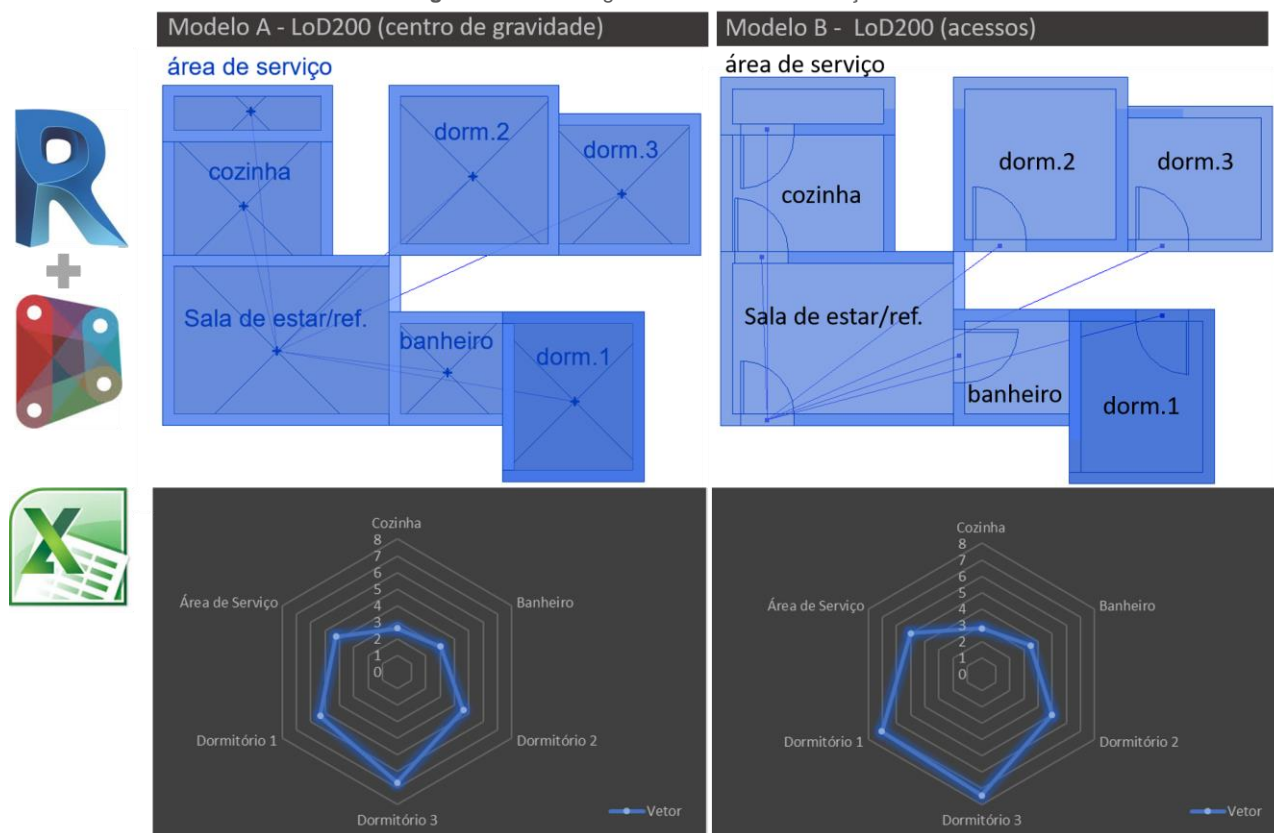 Modelo A - LoD200 (centro de gravidade)
Modelo B - LoD200 (acessos)
área de serviço
dorm.2
dorm.3
cozinha
Sala de estar/ref.
banheiro
dorm.1
área de serviço
dorm.2
dorm.3
cozinha
Sala de estar/ref.
banheiro
dorm.1
Cozinha
8
7
6
5
4
3
2
1
0
Área de Serviço
Banheiro
Dormitório 1
Dormitório 2
Dormitório 3
Vetor
Cozinha
8
7
6
5
4
3
2
1
0
Área de Serviço
Banheiro
Dormitório 1
Dormitório 2
Dormitório 3
Vetor